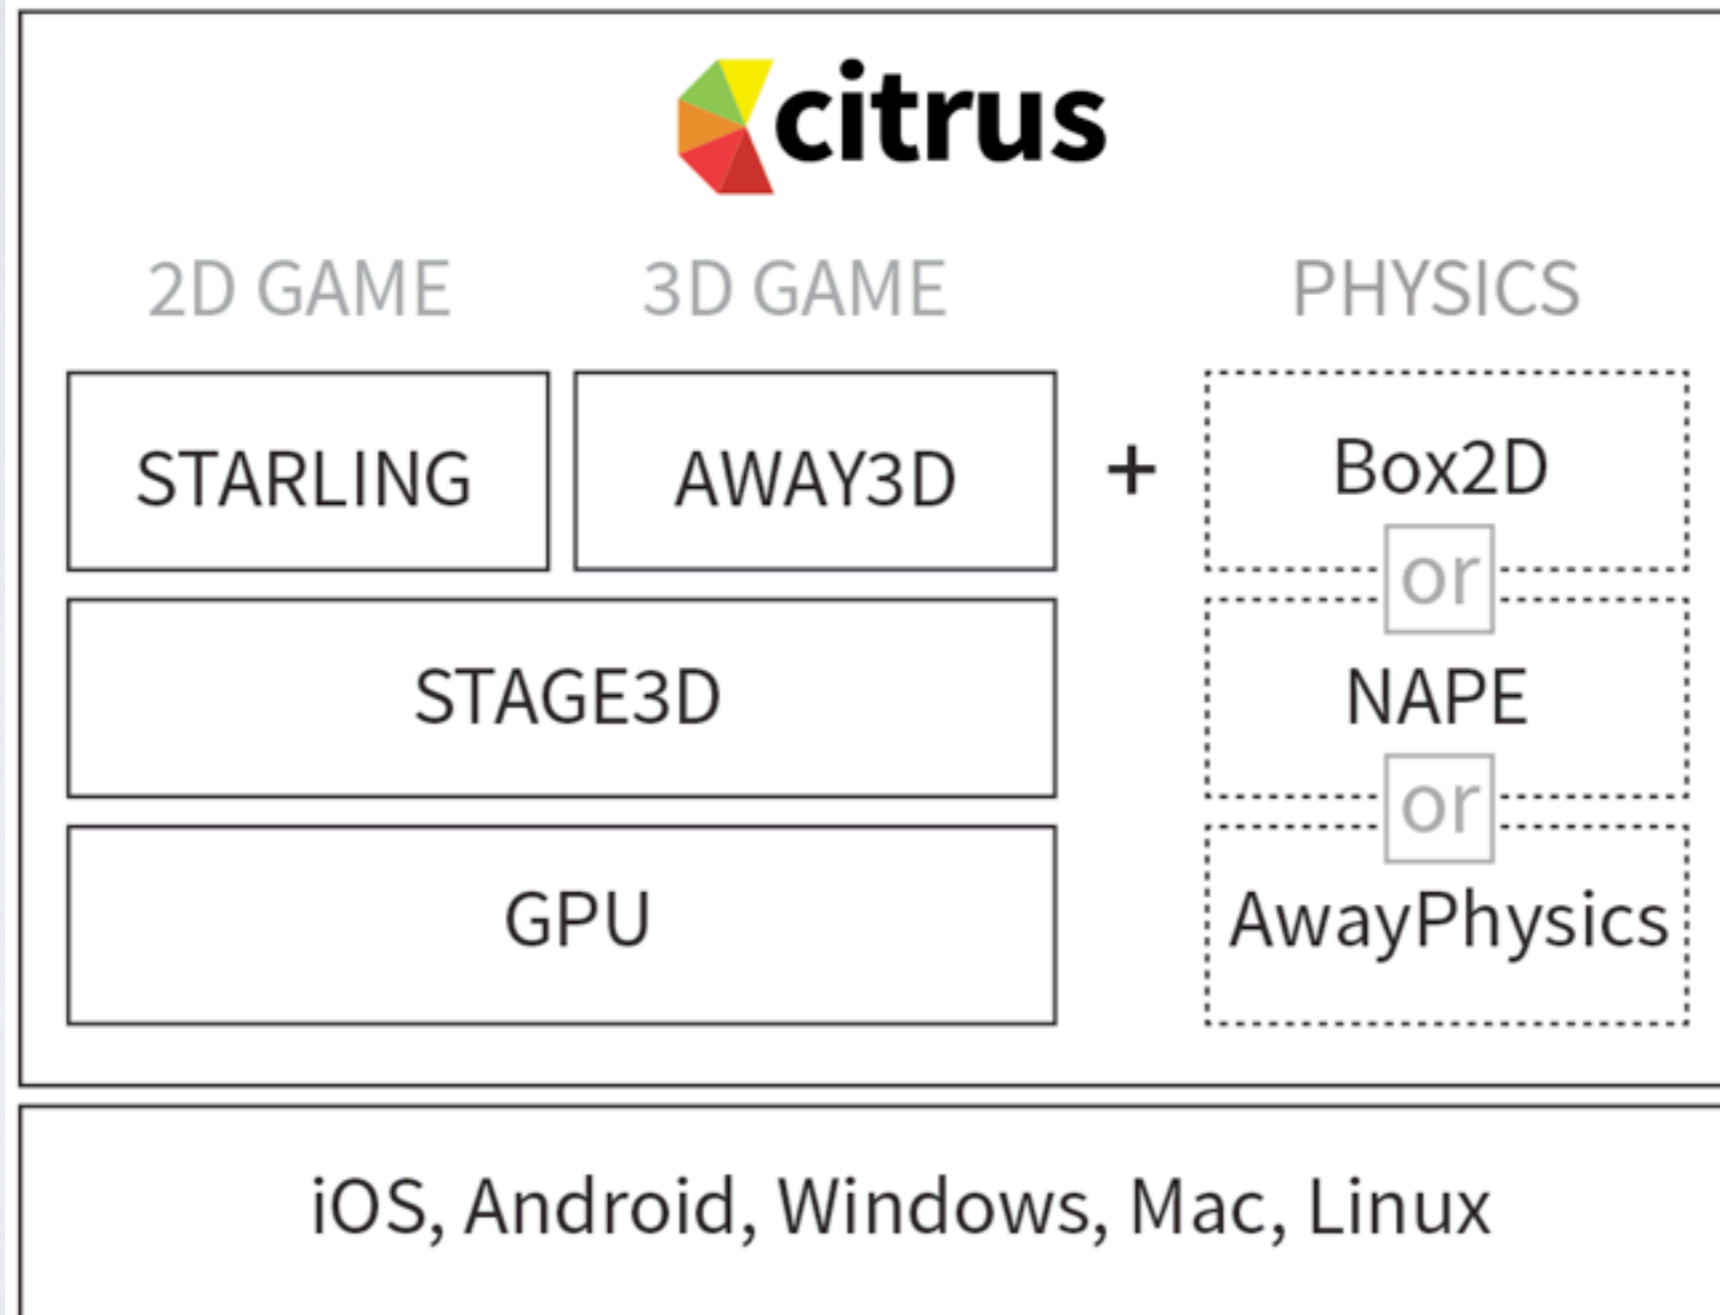 citrus
2D GAME 3D GAME PHYSICS
STARLING AWAY3D + Box2D
or
STAGE3D NAPE
or
GPU AwayPhysics
iOS, Android, Windows, Mac, Linux